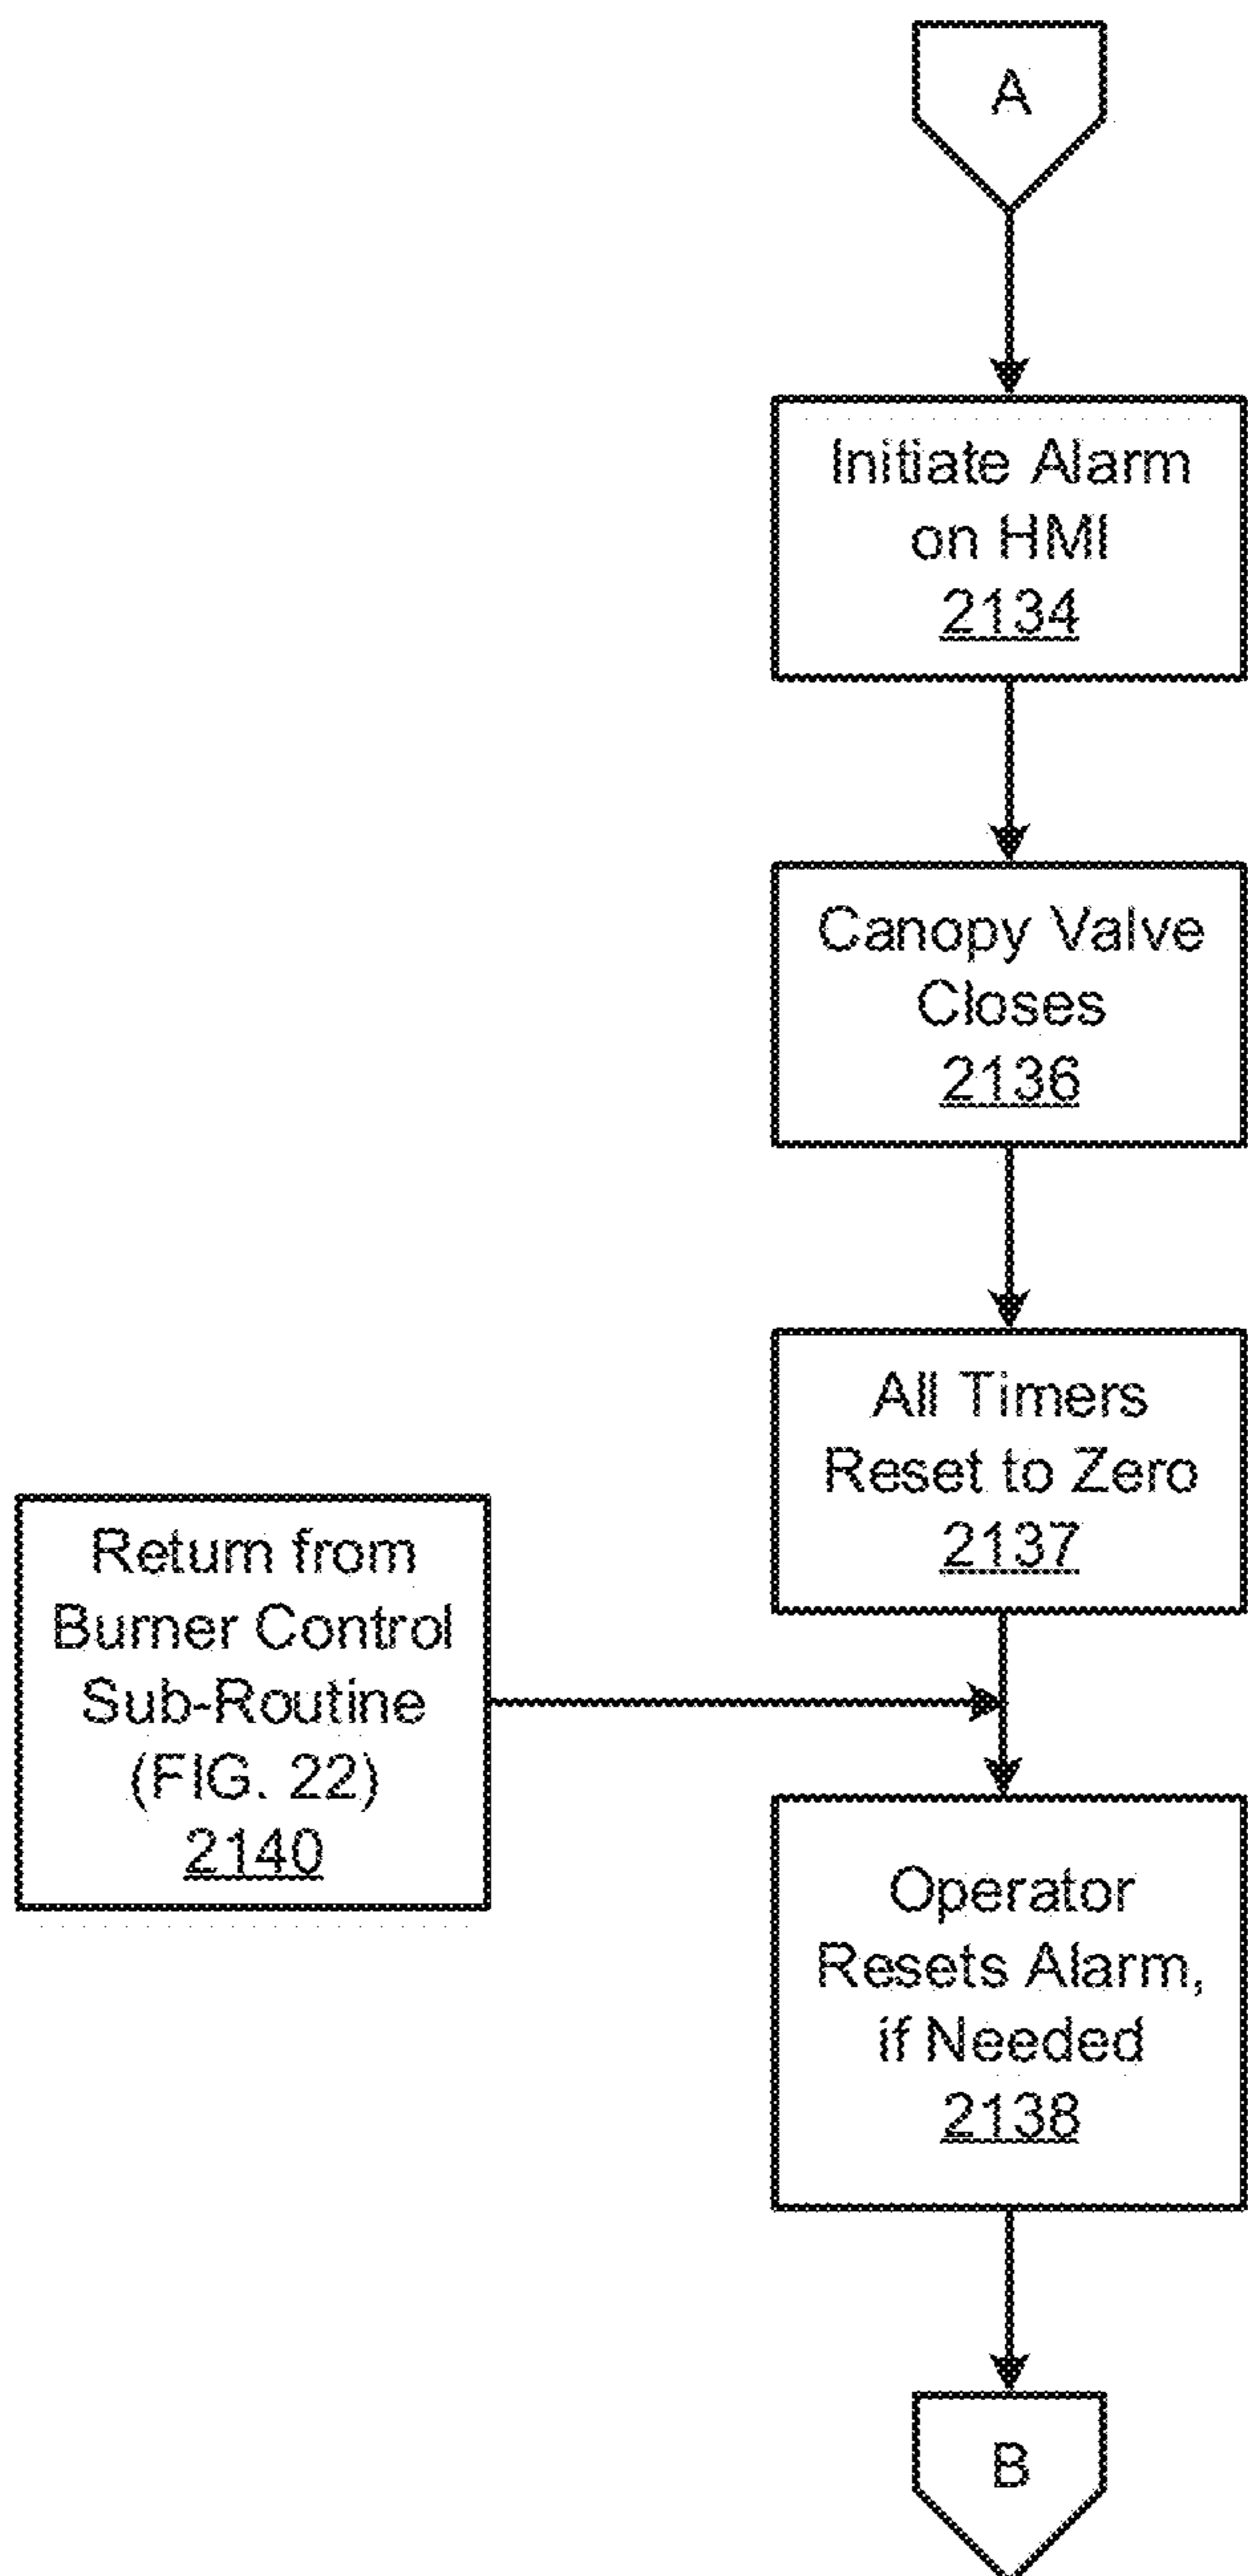 A
Initiate Alarm
on HMI
2134
Canopy Valve
Closes
2136
All Timers
Reset to Zero
2137
Return from
Burner Control
Sub-Routine
(FIG. 22)
2140
Operator
Resets Alarm,
if Needed
2138
B